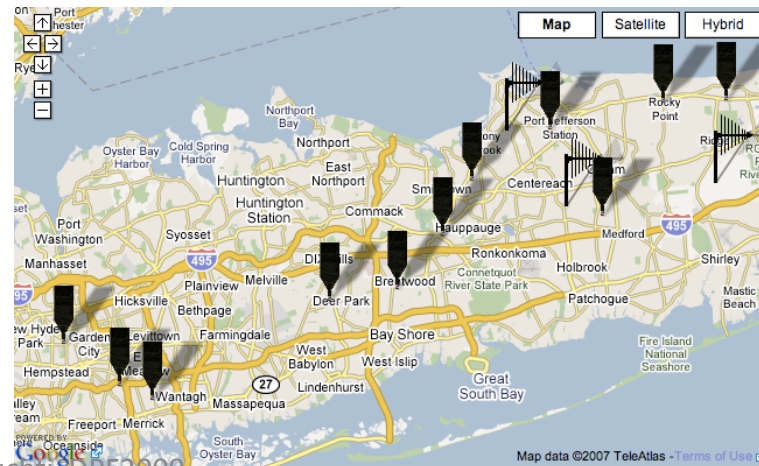 Port
Chester
Rye
Map
Satellite
Hybrid
Northport
Bay
Cold Spring
Harbor
Oyster Bay
Harbor
Northport
East
Northport
Huntington
Huntington
Station
Commack
Port Jefferson
Station
Rocky
Point
Centereach
Hauppauge
Medford
495
Port
Washington
Syosset
Manhasset
495
Plainview
Melville
Deer Park
Brentwood
Ronkonkoma
Connetquot
River State Park
Holbrook
Shirley
Patchogue
Mastic
Beach
95
Hicksville
Bethpage
Farmingdale
Park
Garden
City
Levittown
Hempstead
Wantagh
Massapequa
27
West
Babylon
Lindenhurst
Bay Shore
West Islip
Great
South Bay
Fire Island
National
Seashore
Freeport
Merrick
Oceanside
South
Oyster Bay
POWERED BY
Google
Map data ©2007 TeleAtlas - Terms of Use